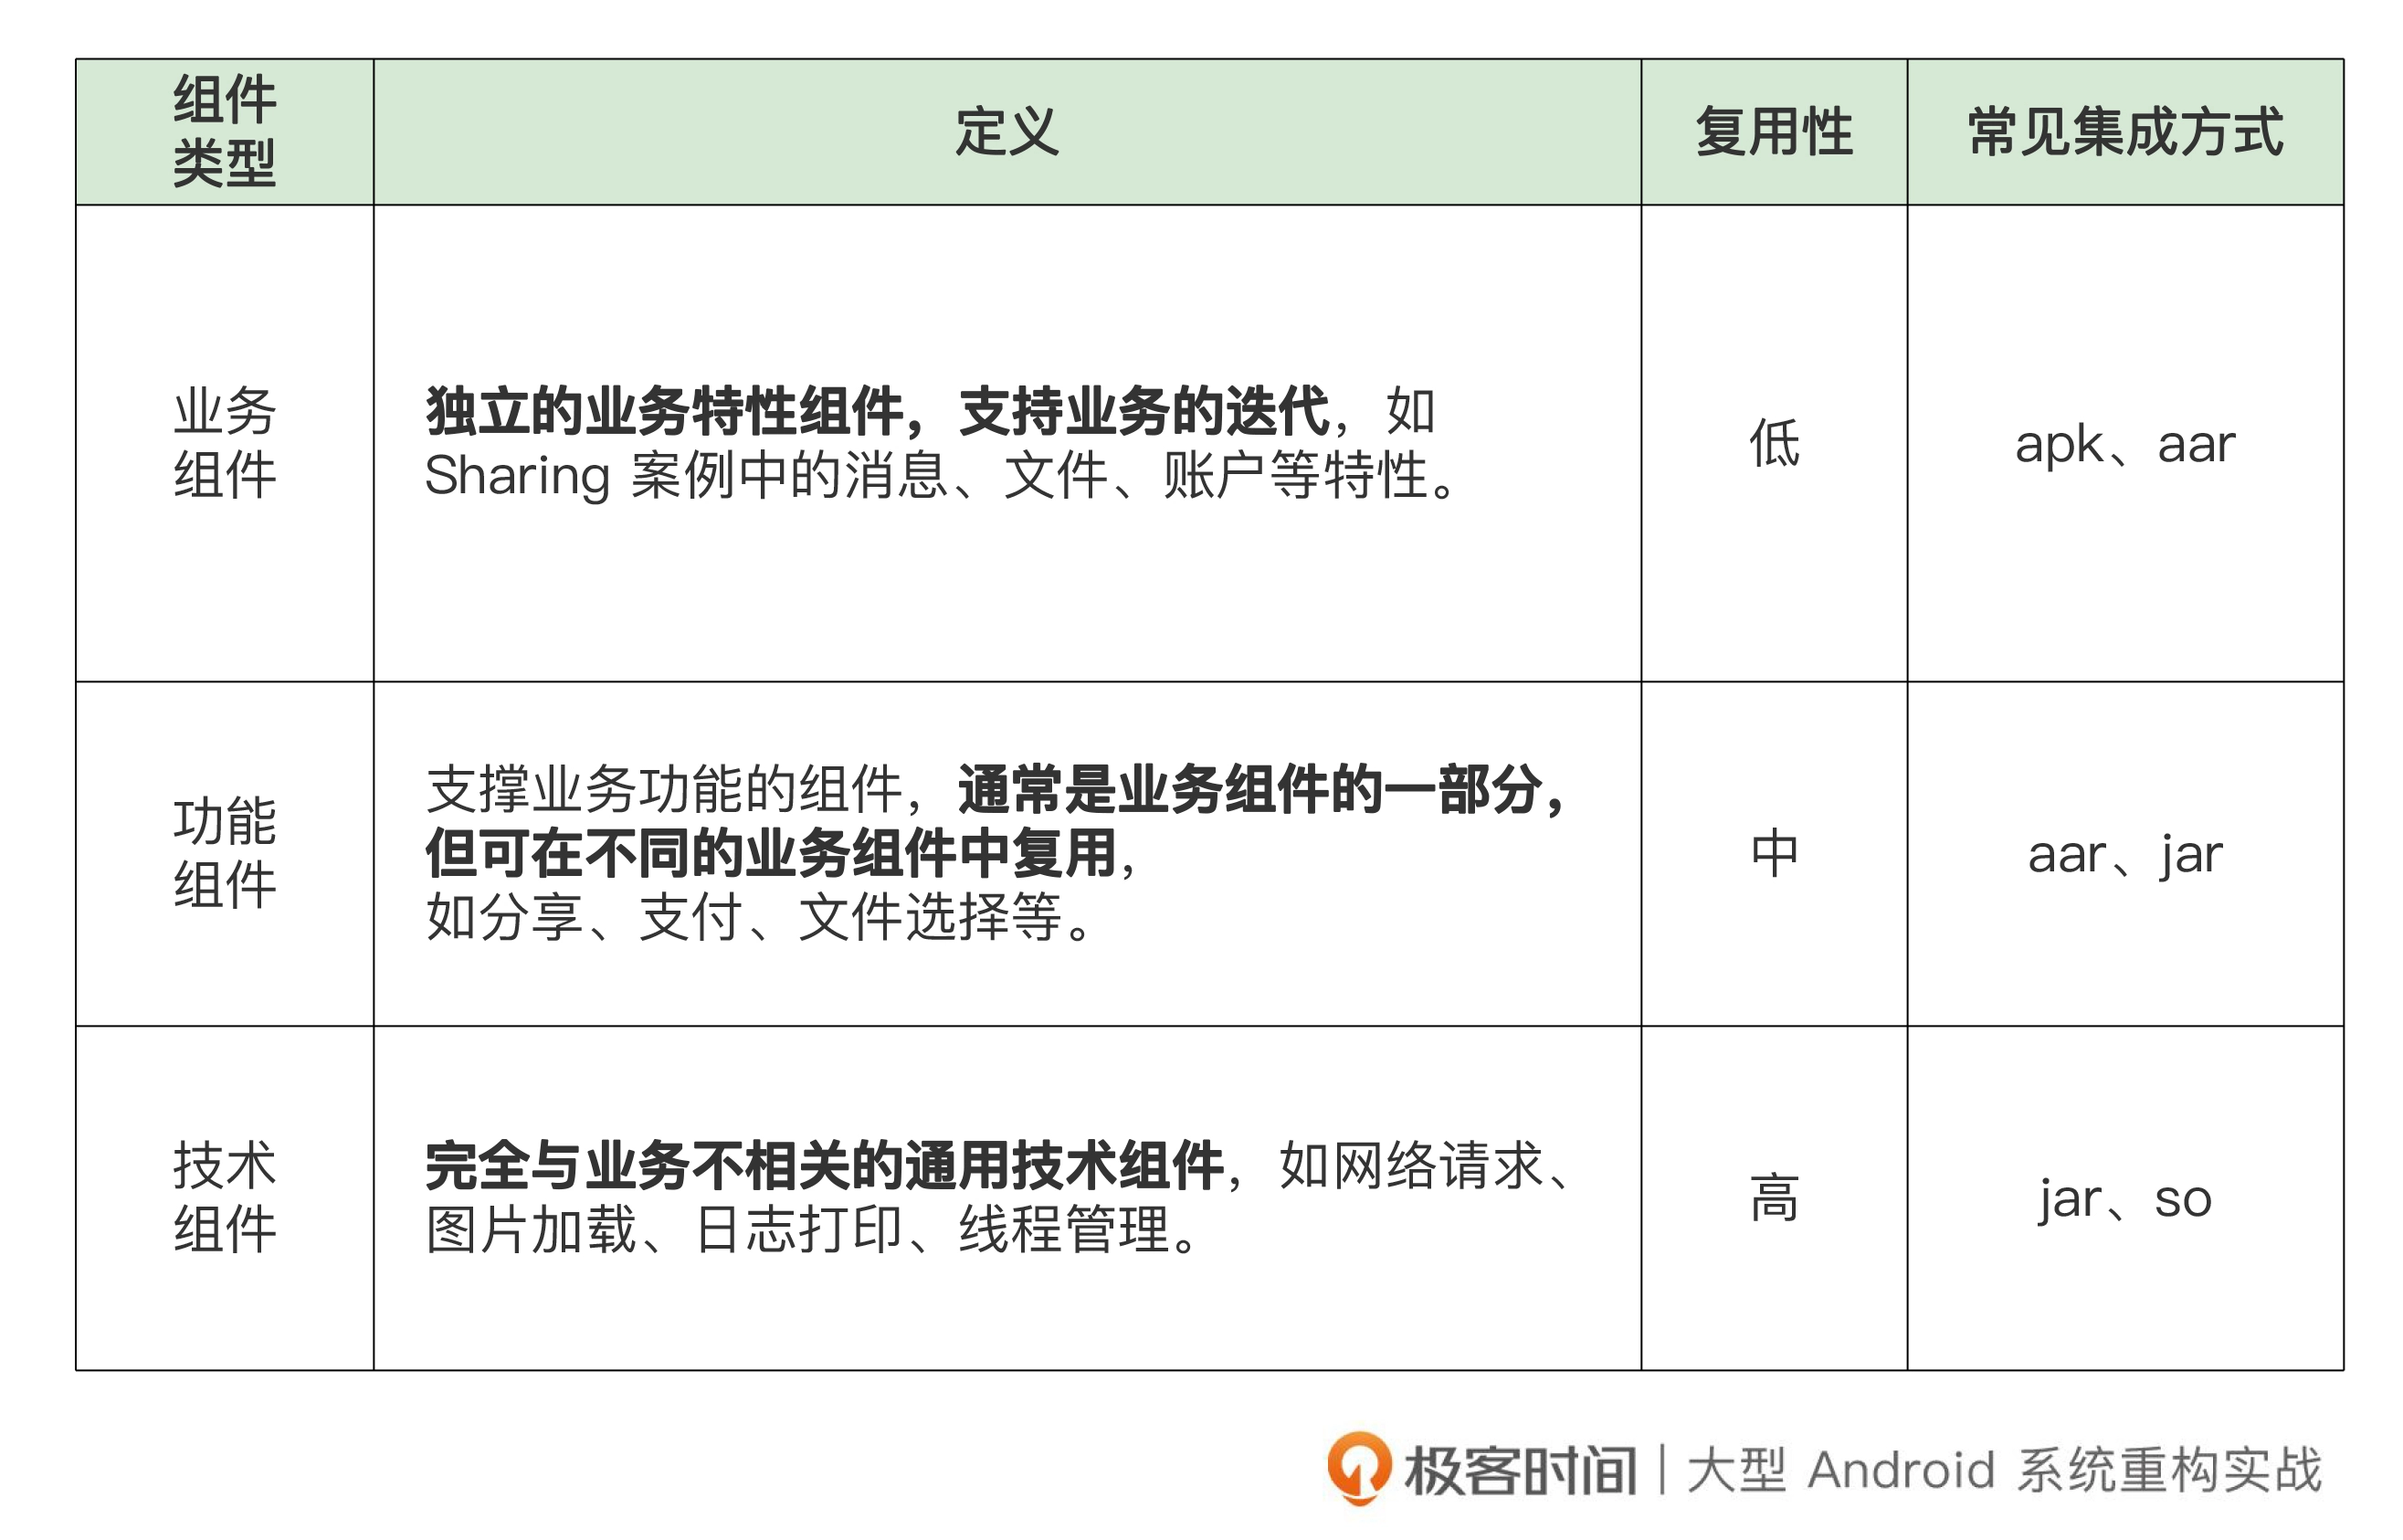 组件
类型
定义
复用性
常见集成方式
业务
组件
独立的业务特性组件，支持业务的迭代，如
Sharing 案例中的消息、文件、账户等特性。
低
apk、aar
功能
组件
支撑业务功能的组件，通常是业务组件的一部分，
但可在不同的业务组件中复用，
如分享、支付、文件选择等。
中
aar、jar
技术
组件
完全与业务不相关的通用技术组件，如网络请求、
图片加载、日志打印、线程管理。
高
jar、so
极客时间 | 大型 Android 系统重构实战